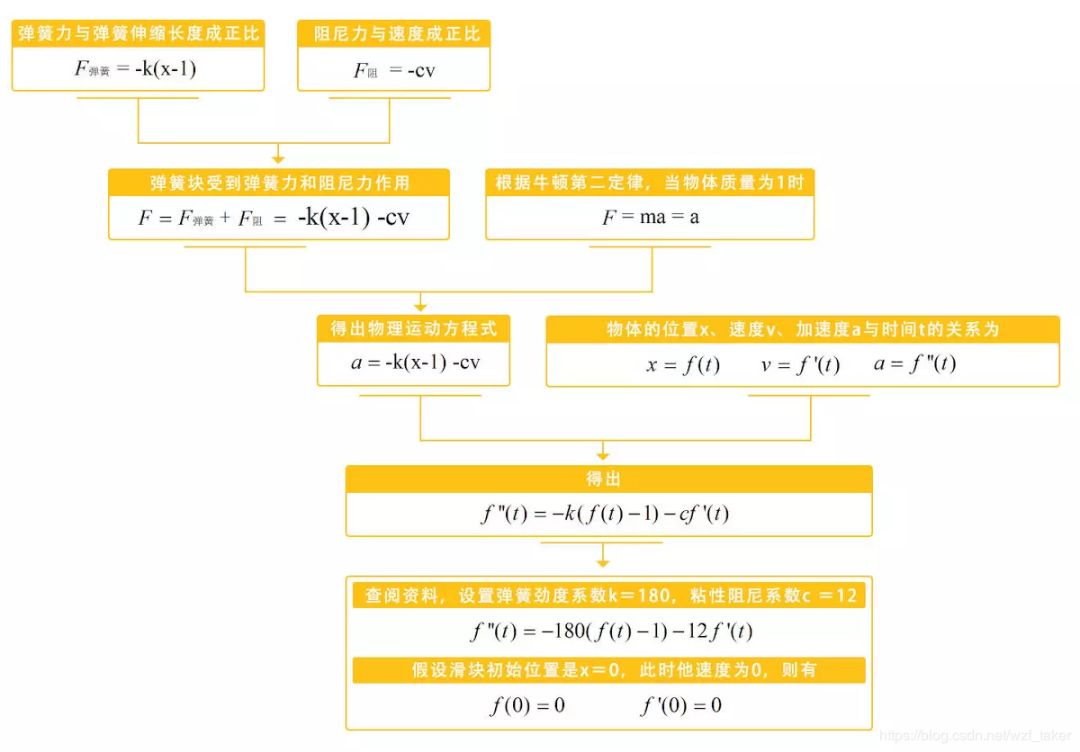 弹簧力与弹簧伸缩长度成正比
F弹簧 = -k(x-1)
阻尼力与速度成正比
F阻 = -cv
弹簧块受到弹簧力和阻尼力作用
F = F弹簧 + F阻 = -k(x-1) -cv
根据牛顿第二定律，当物体质量为1时
F = ma = a
得出物理运动方程式
a = -k(x-1) -cv
物体的位置x、速度v、加速度a与时间t的关系为
x = f(t) v = f'(t) a = f"(t)
得出
f"(t) = -k(f(t)-1)-cf'(t)
查阅资料，设置弹簧劲度系数k＝180，粘性阻尼系数c ＝12
f"(t) = -180(f(t)-1)-12f'(t)
假设滑块初始位置是x＝0，此时他速度为0，则有
f(0) = 0 f'(0) = 0
https://blog.csdn.net/wzf_taker